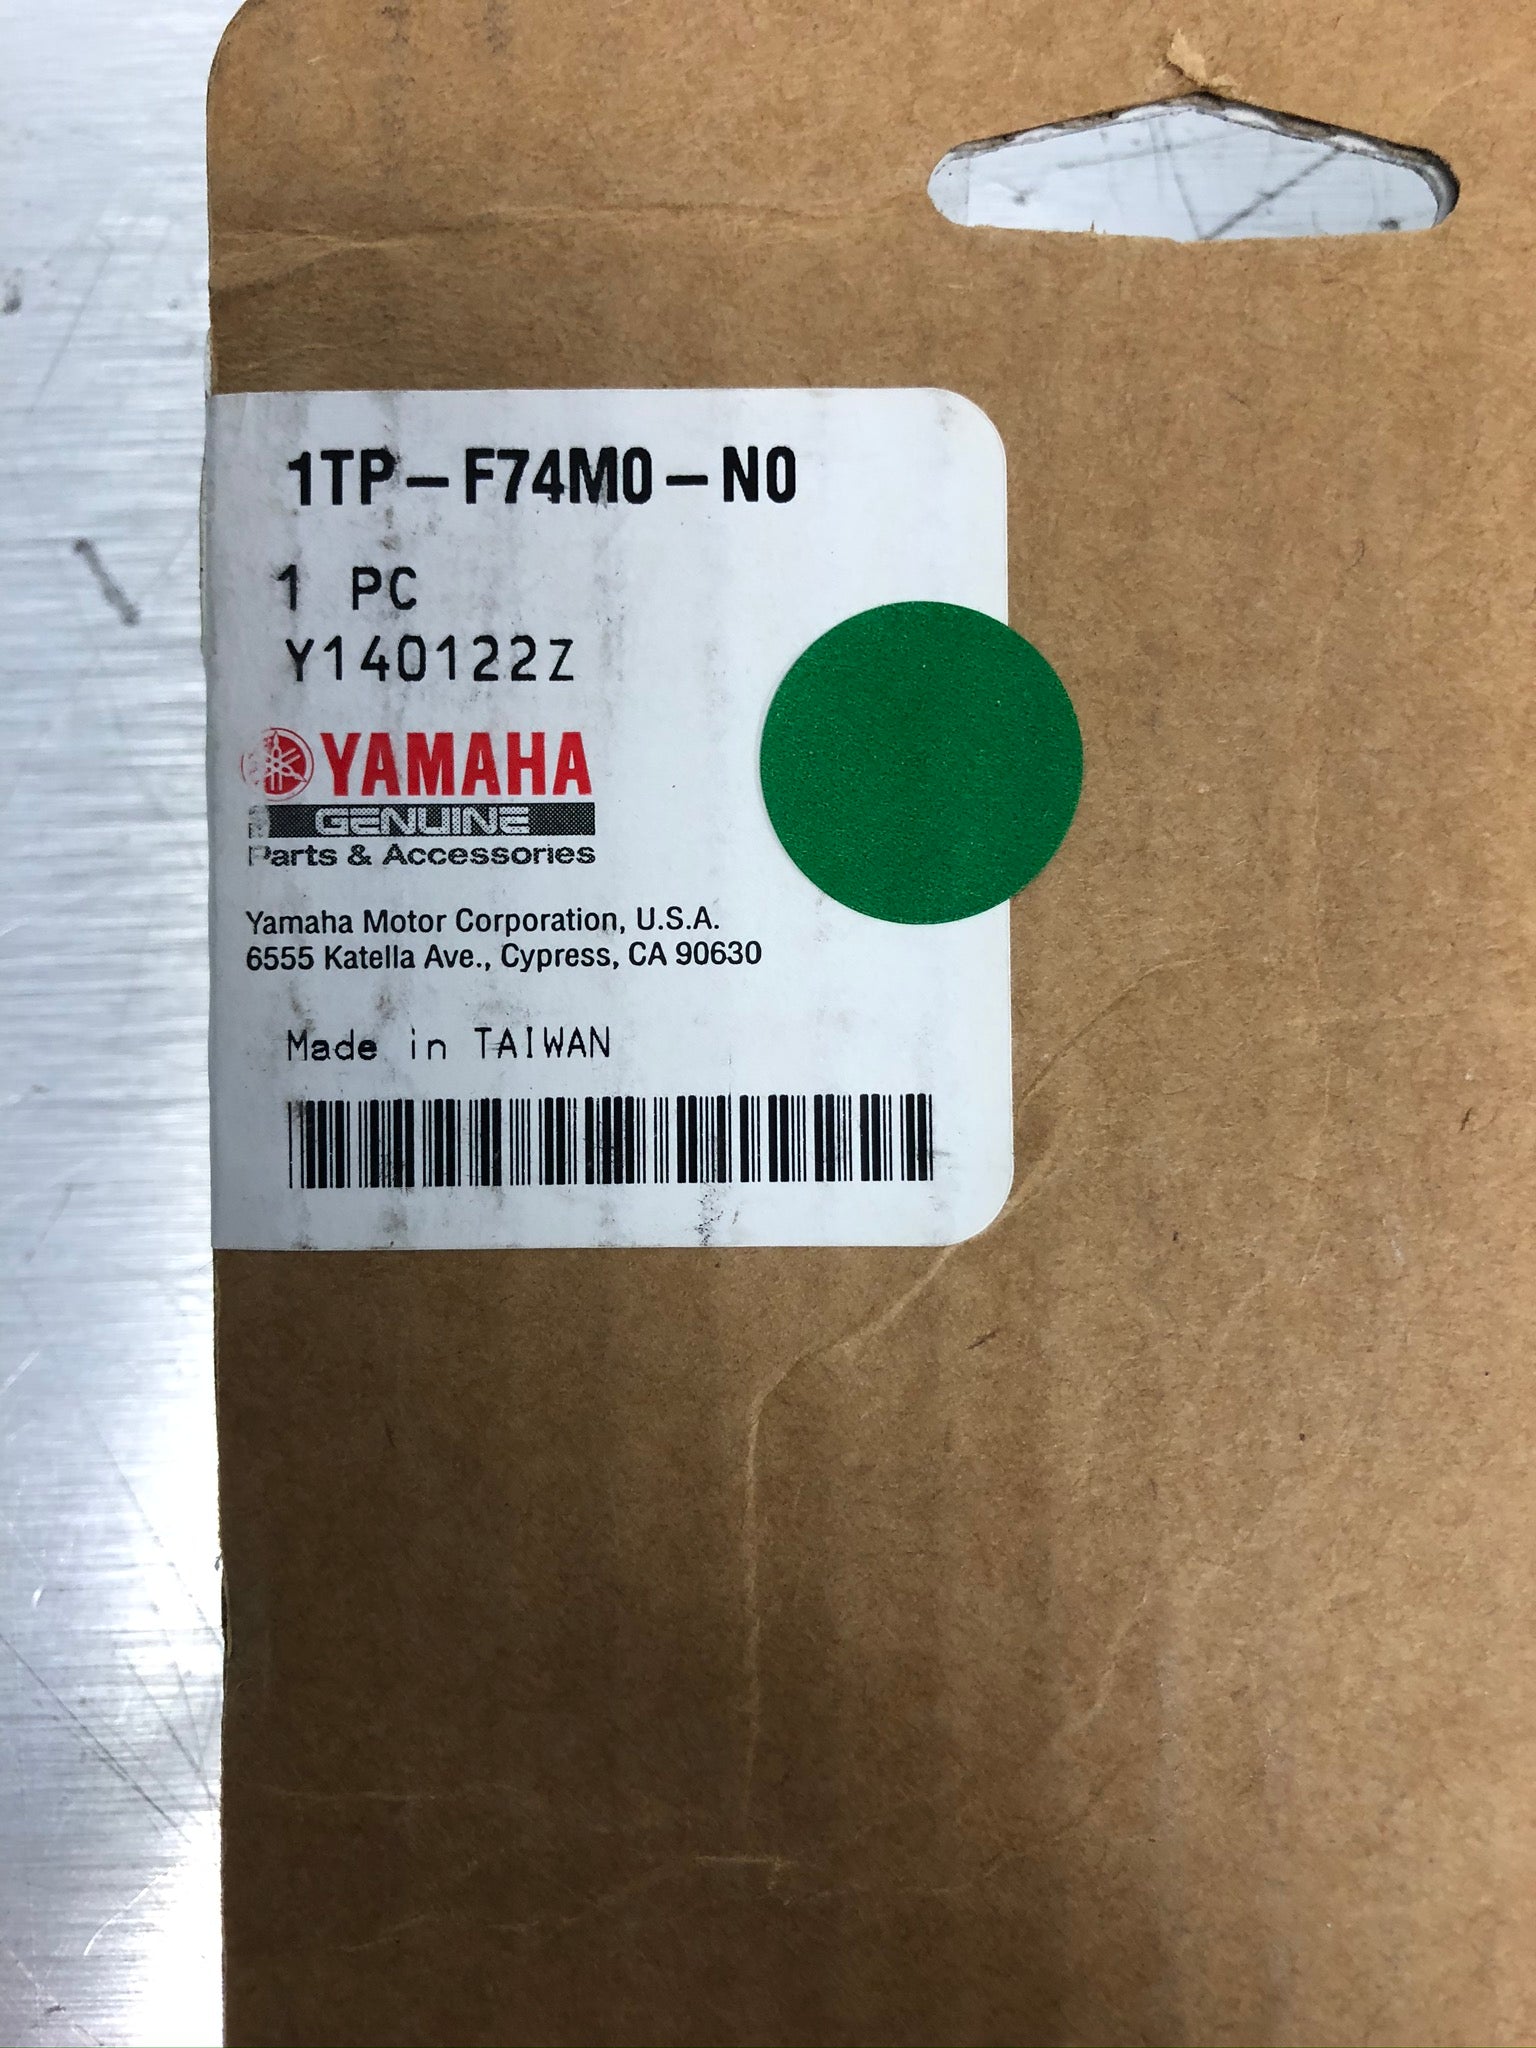 1TP-F74M0-N0
1 PC
Y140122Z
YAMAHA
GENUINE
Parts & Accessories
Yamaha Motor Corporation, U.S.A.
6555 Katella Ave., Cypress, CA 90630
Made in TAIWAN